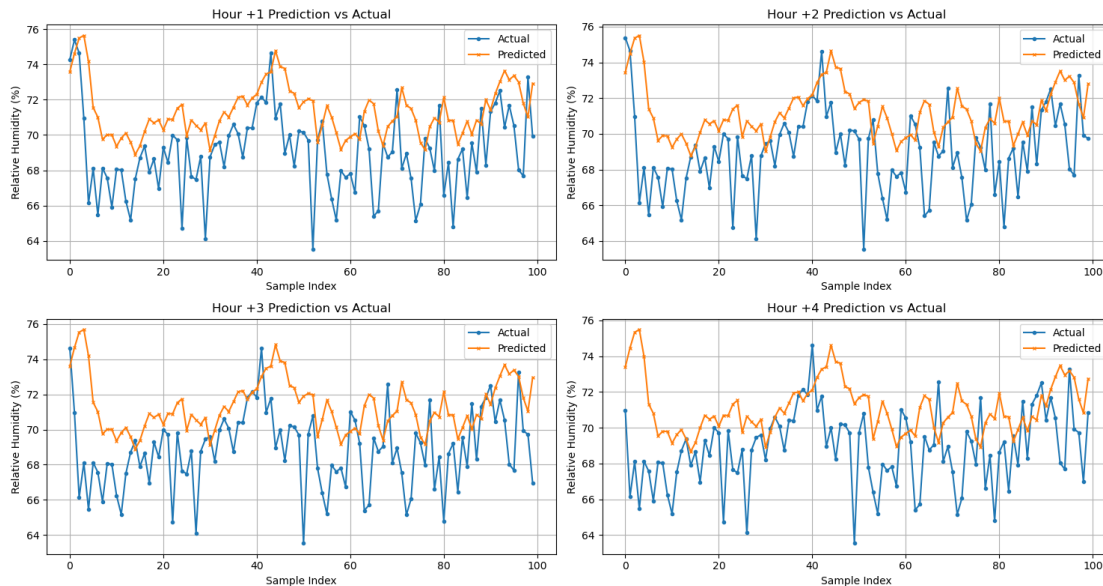 Hour +1 Prediction vs Actual
76
74
72
70
68
66
64
Relative Humidity (%)
Actual
Predicted
0
20
40
60
80
100
Sample Index
Hour +2 Prediction vs Actual
76
74
72
70
68
66
64
Relative Humidity (%)
Actual
Predicted
0
20
40
60
80
100
Sample Index
Hour +3 Prediction vs Actual
76
74
72
70
68
66
64
Relative Humidity (%)
Actual
Predicted
0
20
40
60
80
100
Sample Index
Hour +4 Prediction vs Actual
76
74
72
70
68
66
64
Relative Humidity (%)
Actual
Predicted
0
20
40
60
80
100
Sample Index